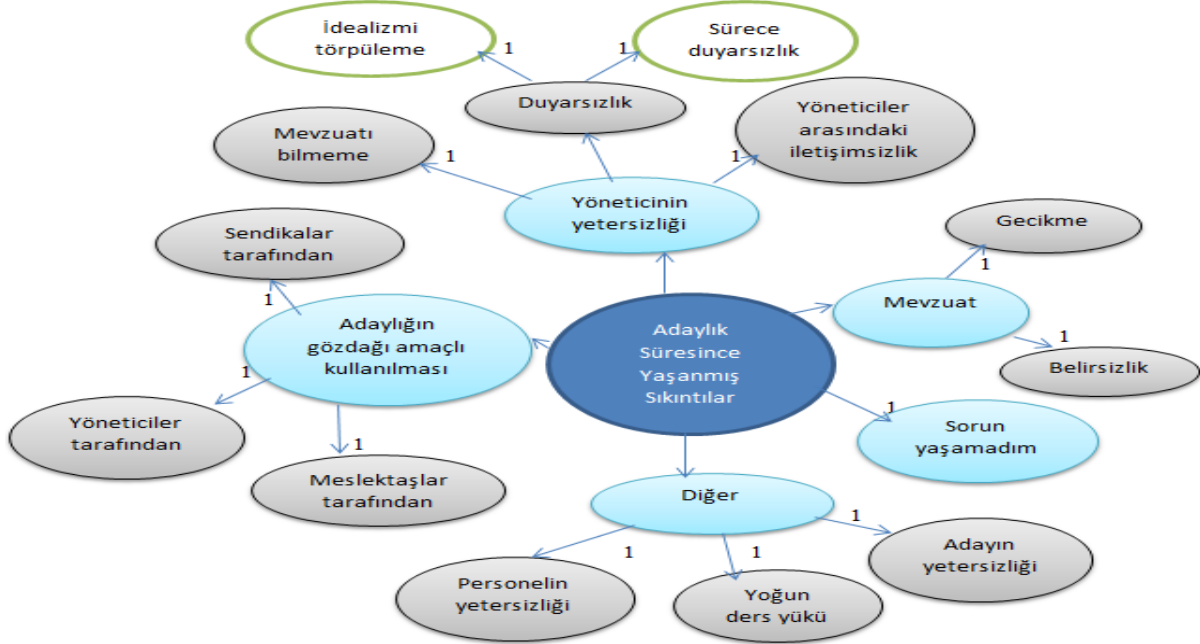 İdealizmi
törpüleme
1
1
Sürece
duyarsızlık
Duyarsızlık
Mevzuatı
bilmeme
1
1
Yöneticiler
arasındaki
iletişimsizlik
Yöneticinin
yetersizliği
Sendikalar
tarafından
1
Gecikme
1
Mevzuat
1
Belirsizlik
Adaylığın
gözdağı amaçlı
kullanılması
Adaylık
Süresince
Yaşanmış
Sıkıntılar
1
Yöneticiler
tarafından
1
Meslektaşlar
tarafından
1
Sorun
yaşamadım
Diğer
1
1
1
Personelin
yetersizliği
Yoğun
ders yükü
Adayın
yetersizliği